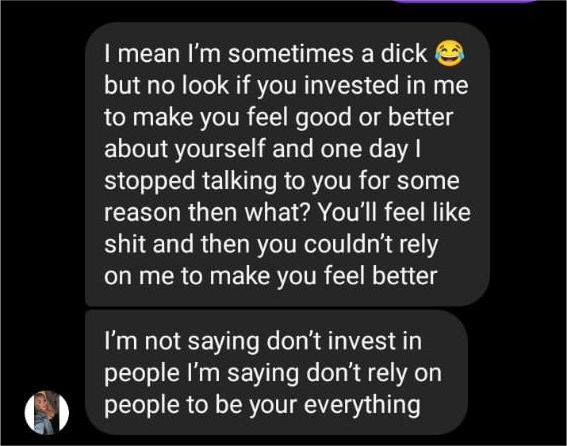 I mean I’m sometimes a dick 😂
but no look if you invested in me
to make you feel good or better
about yourself and one day I
stopped talking to you for some
reason then what? You’ll feel like
shit and then you couldn’t rely
on me to make you feel better
I’m not saying don’t invest in
people I’m saying don’t rely on
people to be your everything